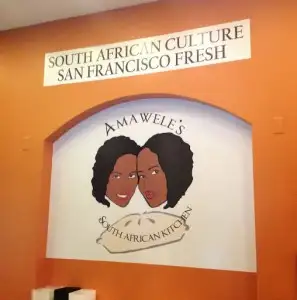 SOUTH AFRICAN CULTURE
SAN FRANCISCO FRESH
AMAWELE'S
SOUTH AFRICAN KITCHEN